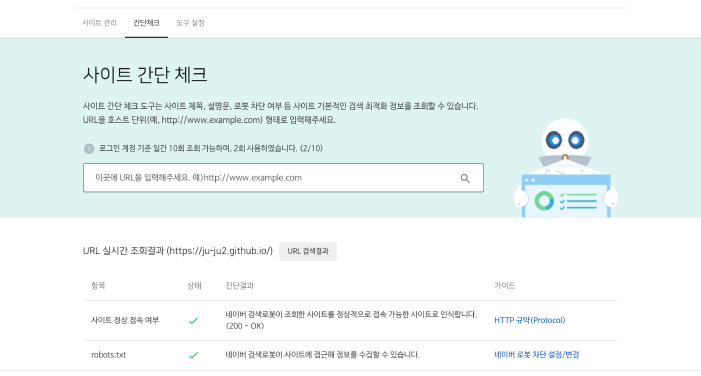 사이트 관리
간단체크
도구 설정
사이트 간단 체크
사이트 간단 체크 도구는 사이트 제목, 설명문, 로봇 차단 여부 등 사이트 기본적인 검색 최적화 정보를 조회할 수 있습니다.
URL을 호스트 단위(예, http://www.example.com) 형태로 입력해주세요.
로그인 계정 기준 일간 10회 조회 가능하며, 2회 사용하였습니다. (2/10)
이곳에 URL을 입력해주세요. 예)http://www.example.com
URL 실시간 조회결과 (https://ju-ju2.github.io/)
URL 검색결과
항목 상태 진단결과 가이드
사이트 정상 접속 여부
네이버 검색로봇이 조회한 사이트를 정상적으로 접속 가능한 사이트로 인식합니다.
(200 - OK)
HTTP 규약(Protocol)
robots.txt
네이버 검색로봇이 사이트에 접근해 정보를 수집할 수 있습니다.
네이버 로봇 차단 설정/변경